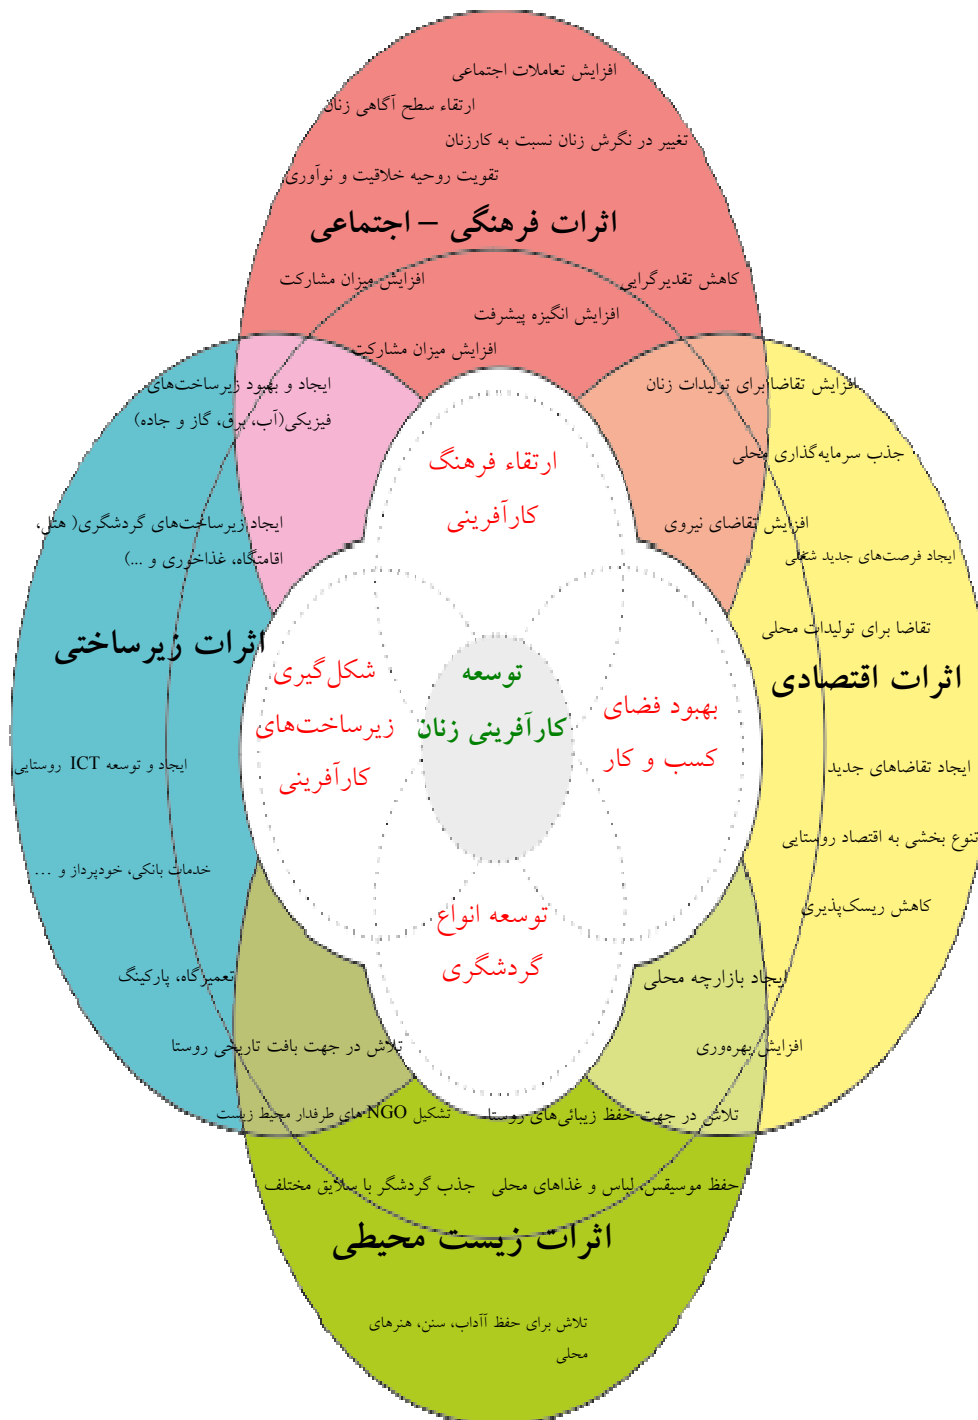 افزایش تعاملات اجتماعی
ارتقاء سطح آگاهی زنان
تغییر در نگرش زنان نسبت به کارزنان
تقویت روحیه خلاقیت و نوآوری
اثرات فرهنگی – اجتماعی
کاهش تقدیرگرایی
افزایش میزان مشارکت
افزایش انگیزه پیشرفت
افزایش میزان مشارکت
افزایش تقاضا برای تولیدات زنان
جذب سرمایه‌گذاری محلی
افزایش تقاضای نیروی
ایجاد فرصت‌های جدید شغلی
تقاضا برای تولیدات محلی
اثرات اقتصادی
ایجاد تقاضاهای جدید
تنوع بخشی به اقتصاد روستایی
کاهش ریسک‌پذیری
ایجاد بازارچه محلی
افزایش بهره‌وری
ایجاد و بهبود زیرساخت‌های
فیزیکی(آب، برق، گاز و جاده)
ایجاد زیرساخت‌های گردشگری( هتل،
اقامتگاه، غذاخوری و ...)
اثرات زیرساختی
ایجاد و توسعه ICT روستایی
خدمات بانکی، خودپرداز و ...
تعمیرگاه، پارکینگ
تلاش در جهت بافت تاریخی روستا
ارتقاء فرهنگ
کارآفرینی
بهبود فضای
کسب و کار
توسعه
کارآفرینی زنان
شکل‌گیری
زیرساخت‌های
کارآفرینی
توسعه انواع
گردشگری
تلاش در جهت حفظ زیبائی‌های روستا
تشکیل NGO های طرفدار محیط زیست
حفظ موسیقس، لباس و غذاهای محلی
جذب گردشگر با سلایق مختلف
اثرات زیست محیطی
تلاش برای حفظ آآداب، سنن، هنرهای
محلی